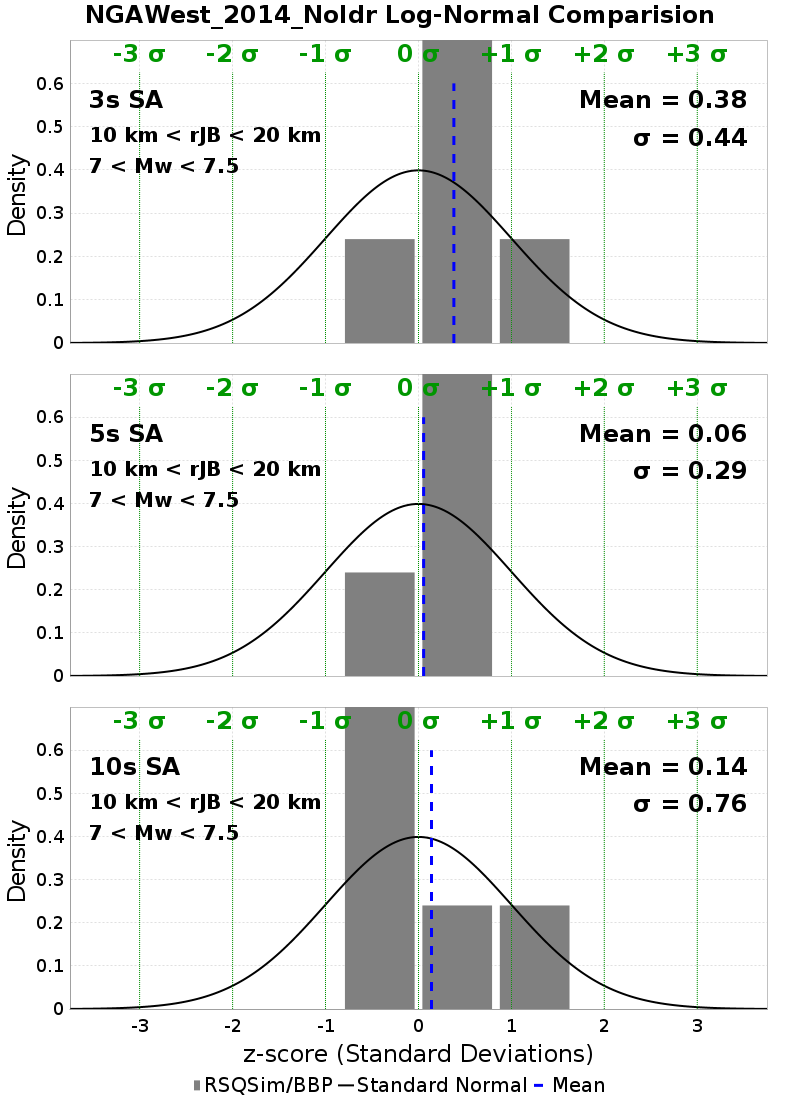 NGAWest_2014_NoIdr Log-Normal Comparision
-3 σ -2 σ -1 σ 0 σ +1 σ +2 σ +3 σ
3s SA
Mean = 0.38
10 km < rJB < 20 km
σ = 0.44
7 < Mw < 7.5
Density
0.6
0.5
0.4
0.3
0.2
0.1
0
-3 σ -2 σ -1 σ 0 σ +1 σ +2 σ +3 σ
5s SA
Mean = 0.06
10 km < rJB < 20 km
σ = 0.29
7 < Mw < 7.5
Density
0.6
0.5
0.4
0.3
0.2
0.1
0
-3 σ -2 σ -1 σ 0 σ +1 σ +2 σ +3 σ
10s SA
Mean = 0.14
10 km < rJB < 20 km
σ = 0.76
7 < Mw < 7.5
Density
0.6
0.5
0.4
0.3
0.2
0.1
0
-3 -2 -1 0 1 2 3
z-score (Standard Deviations)
RSQSim/BBP Standard Normal Mean